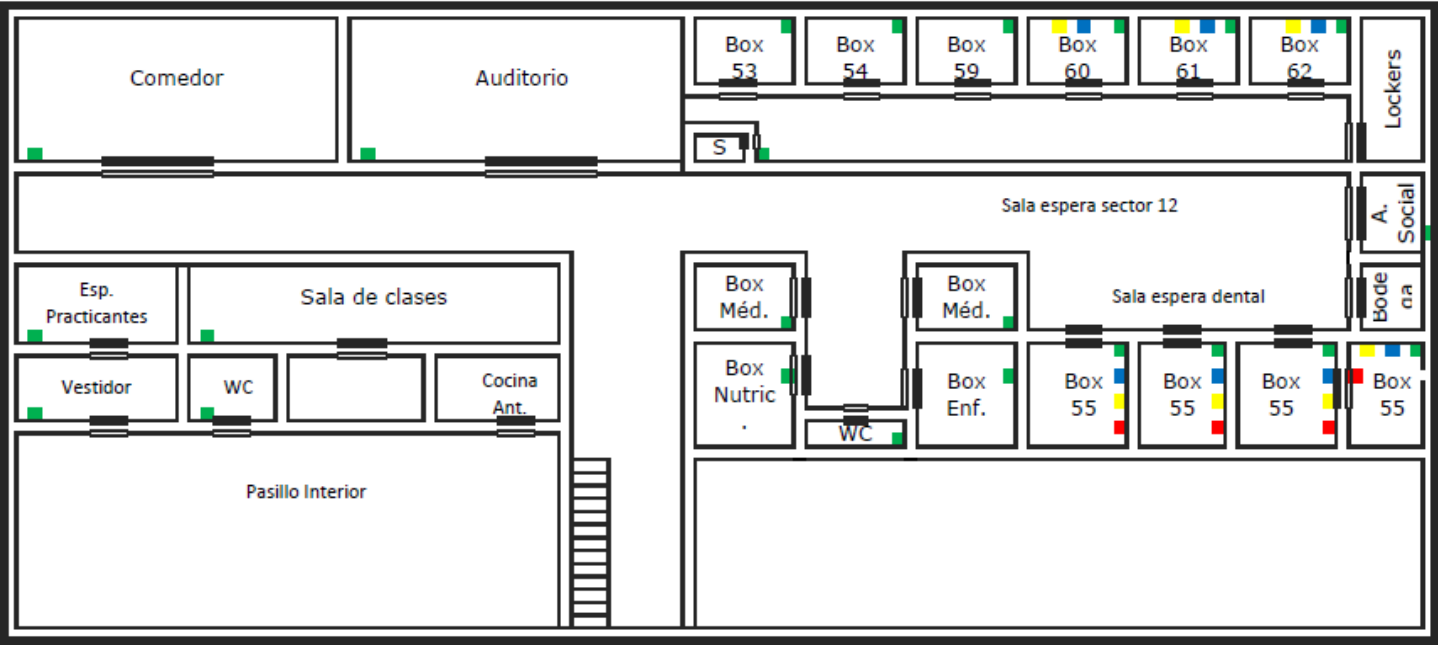 Comedor
Auditorio
Box
53
Box
54
Box
59
Box
60
Box
61
Box
62
Lockers
S
Sala espera sector 12
A.
Social
Esp.
Practicantes
Sala de clases
Box
Méd.
Box
Méd.
Sala espera dental
Bode
ga
Vestidor
WC
Cocina
Ant.
Box
Nutric
.
WC
Box
Enf.
Box
55
Box
55
Box
55
Box
55
Pasillo Interior